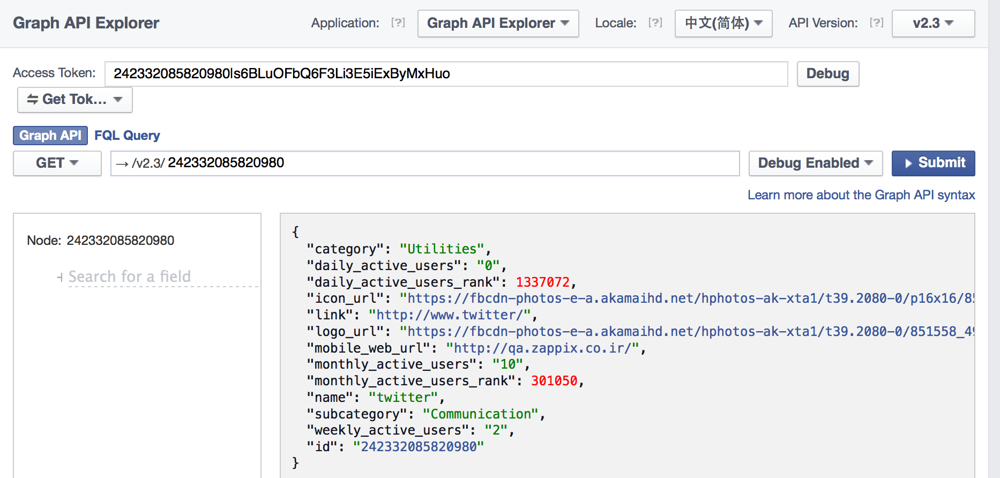 Graph API Explorer Application: [?] Graph API Explorer Locale: [?] 中文(简体) API Version: [?] v2.3
Access Token: 242332085820980|s6BLuOFbQ6F3Li3E5iExByMxHuo Debug
Get Tok...
Graph API FQL Query
GET → /v2.3/ 242332085820980 Debug Enabled Submit
Learn more about the Graph API syntax
Node: 242332085820980
Search for a field
{
"category": "Utilities",
"daily_active_users": "0",
"daily_active_users_rank": 1337072,
"icon_url": "https://fbcdn-photos-e-a.akamaihd.net/hphotos-ak-xta1/t39.2080-0/p16x16/85
"link": "http://www.twitter/",
"logo_url": "https://fbcdn-photos-e-a.akamaihd.net/hphotos-ak-xta1/t39.2080-0/851558_49
"mobile_web_url": "http://qa.zappix.co.ir/",
"monthly_active_users": "10",
"monthly_active_users_rank": 301050,
"name": "twitter",
"subcategory": "Communication",
"weekly_active_users": "2",
"id": "242332085820980"
}